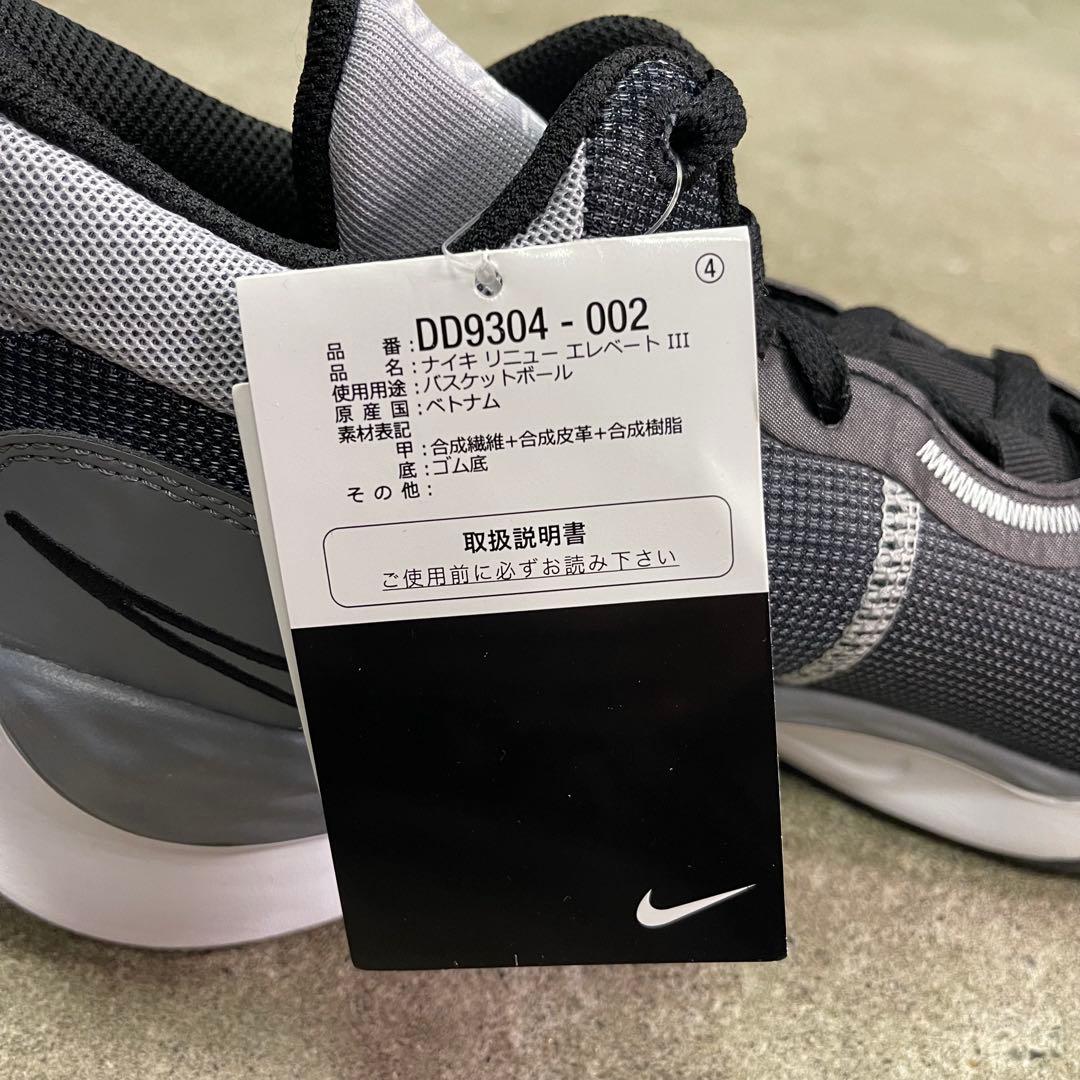 ④
品番:DD9304-002
品名:ナイキ リニュー エレベート III
使用用途:バスケットボール
原産国:ベトナム
素材表記
甲:合成繊維+合成皮革+合成樹脂
底:ゴム底
その他:
取扱説明書
ご使用前に必ずお読み下さい